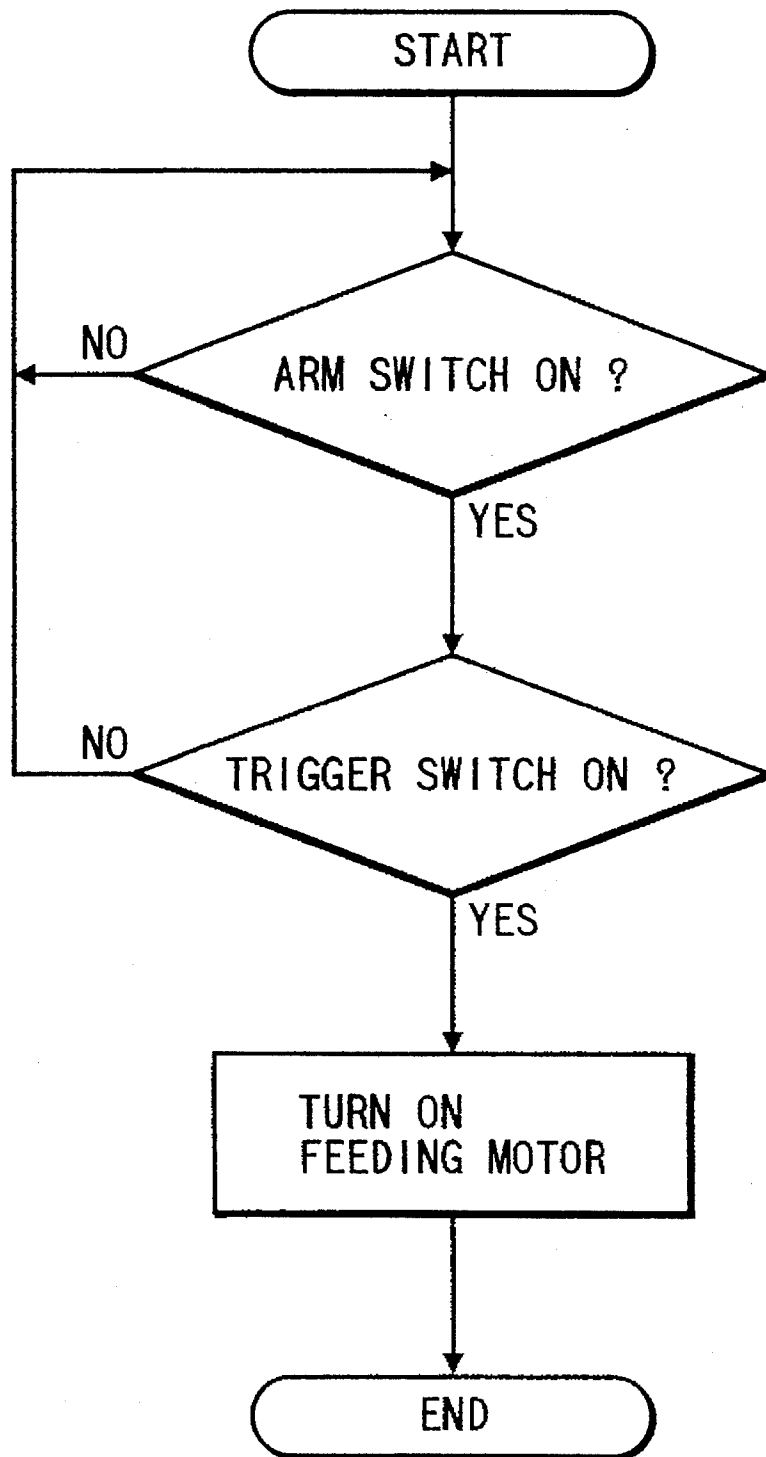 START
NO
ARM SWITCH ON ?
YES
NO
TRIGGER SWITCH ON ?
YES
TURN ON
FEEDING MOTOR
END